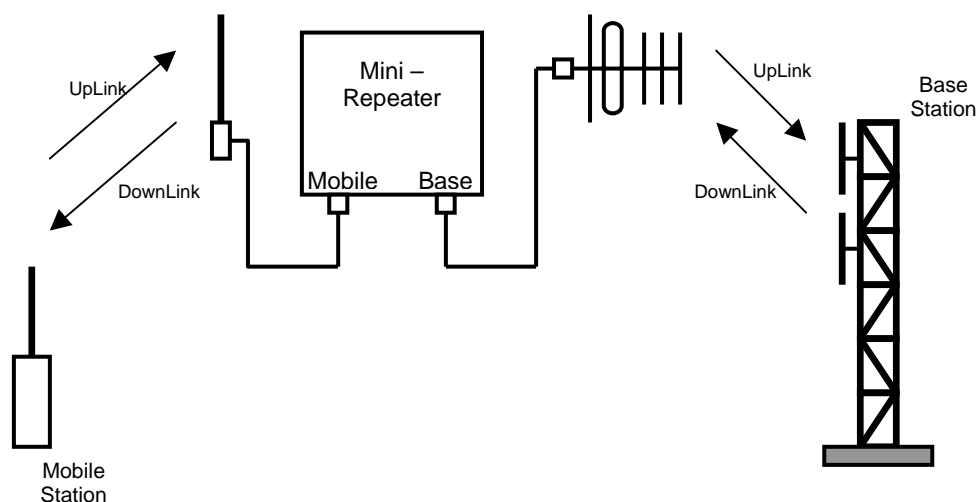 UpLink
DownLink
Mini –
Repeater
Mobile Base
UpLink
DownLink
Base
Station
Mobile
Station